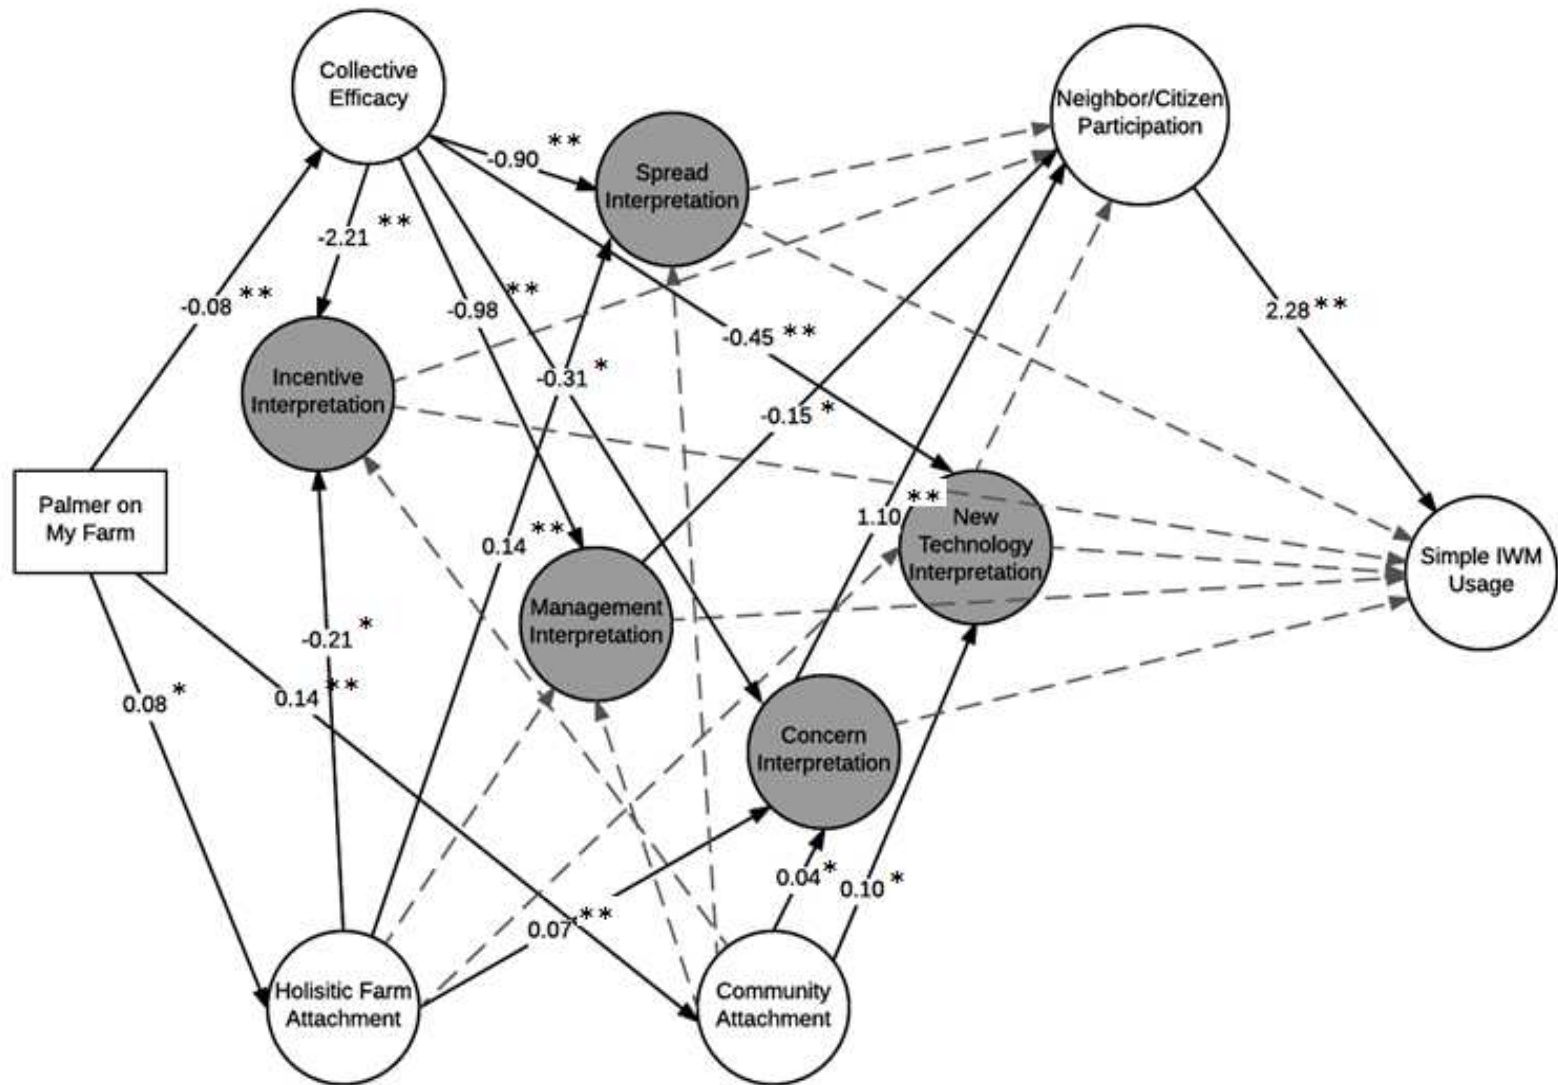 Collective
Efficacy
Neighbor/Citizen
Participation
-0.90 **
Spread
Interpretation
-2.21 **
-0.08 **
-0.98 **
2.28 **
-0.45 **
Incentive
Interpretation
-0.31 *
-0.15 *
Palmer on
My Farm
1.10 **
New
Technology
Interpretation
0.14 **
Simple IWM
Usage
Management
Interpretation
-0.21 *
0.08 *
0.14 **
Concern
Interpretation
0.04 *
0.10 *
0.07 **
Holisitic Farm
Attachment
Community
Attachment